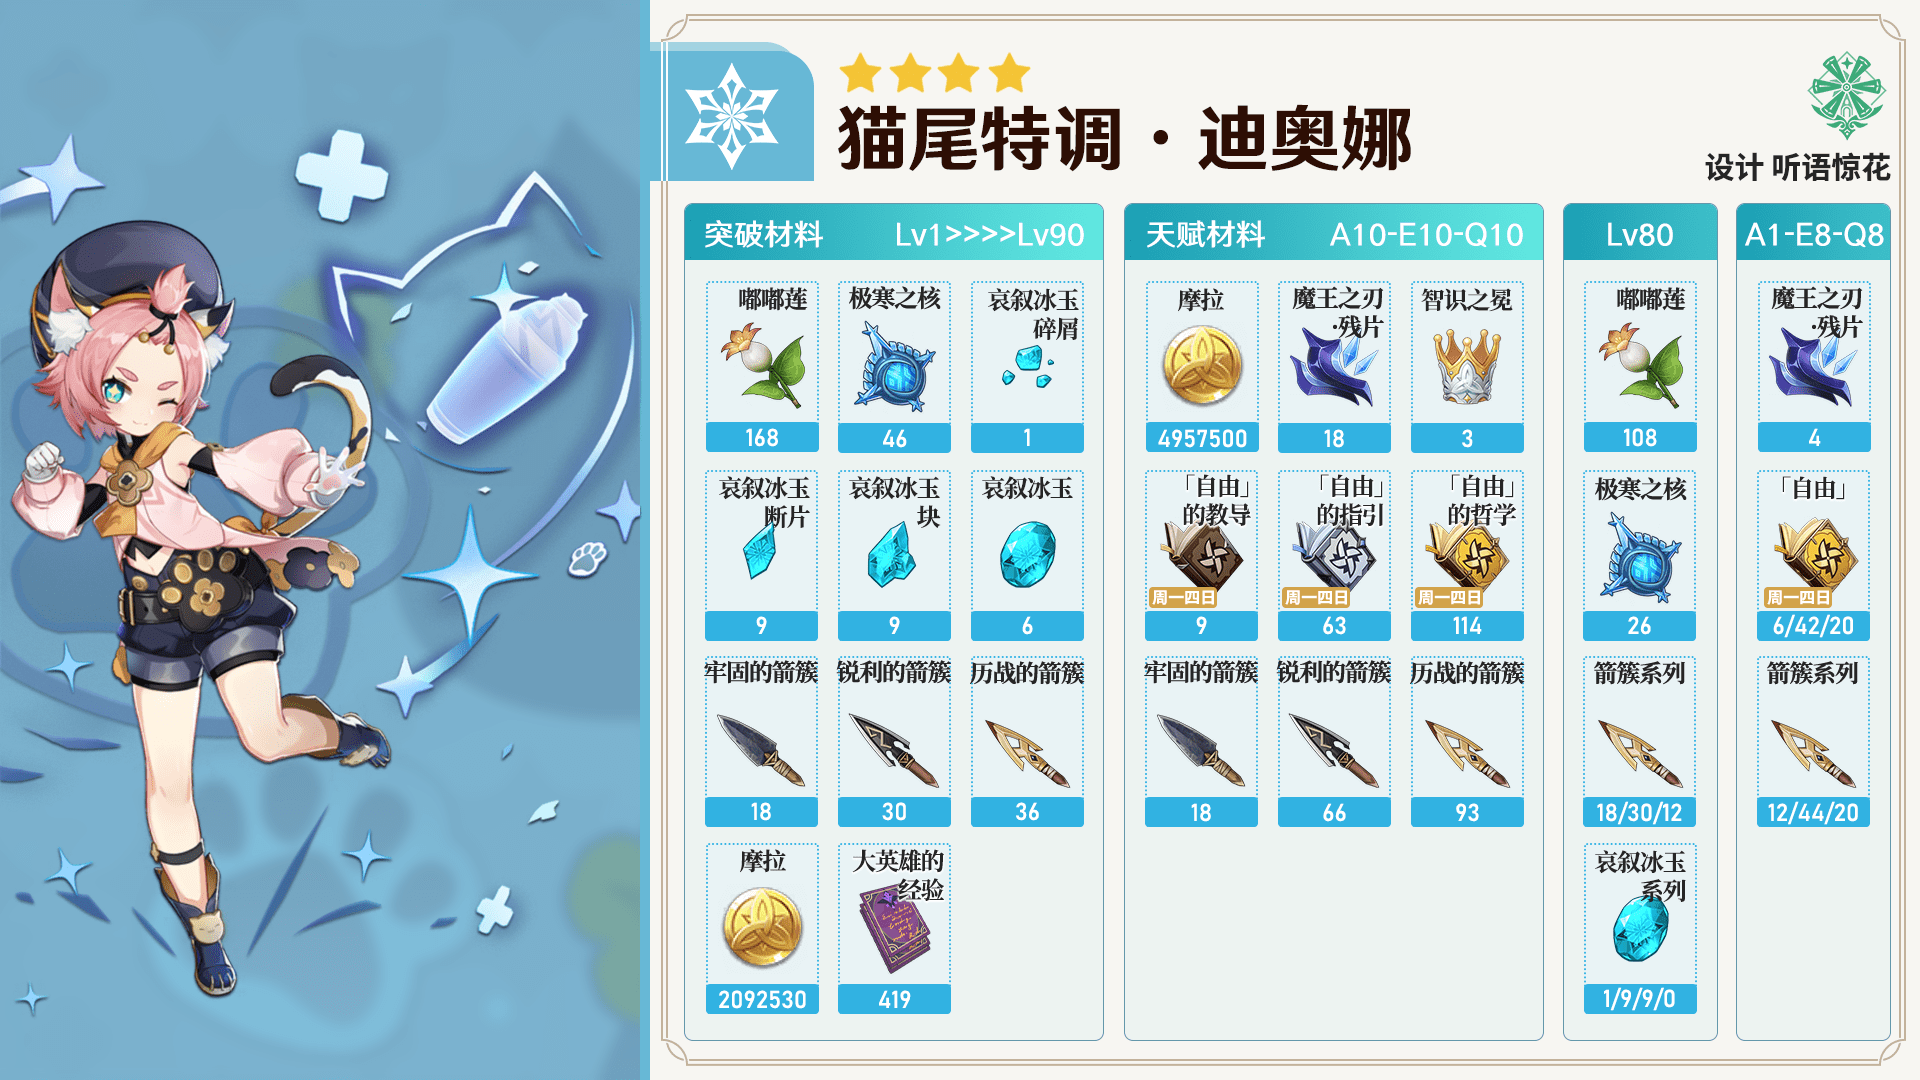 猫尾特调·迪奥娜
设计 听语惊花
突破材料 Lv1>>>>Lv90
嘟嘟莲
168
极寒之核
46
哀叙冰玉
碎屑
1
哀叙冰玉
断片
9
哀叙冰玉
块
9
哀叙冰玉
6
牢固的箭簇
18
锐利的箭簇
30
历战的箭簇
36
摩拉
2092530
大英雄的
经验
419
天赋材料 A10-E10-Q10
摩拉
4957500
魔王之刃
·残片
18
智识之冕
3
「自由」
的教导
周一四日
9
「自由」
的指引
周一四日
63
「自由」
的哲学
周一四日
114
牢固的箭簇
18
锐利的箭簇
66
历战的箭簇
93
Lv80
嘟嘟莲
108
极寒之核
26
箭簇系列
18/30/12
哀叙冰玉
系列
1/9/9/0
A1-E8-Q8
魔王之刃
·残片
4
「自由」
周一四日
6/42/20
箭簇系列
12/44/20